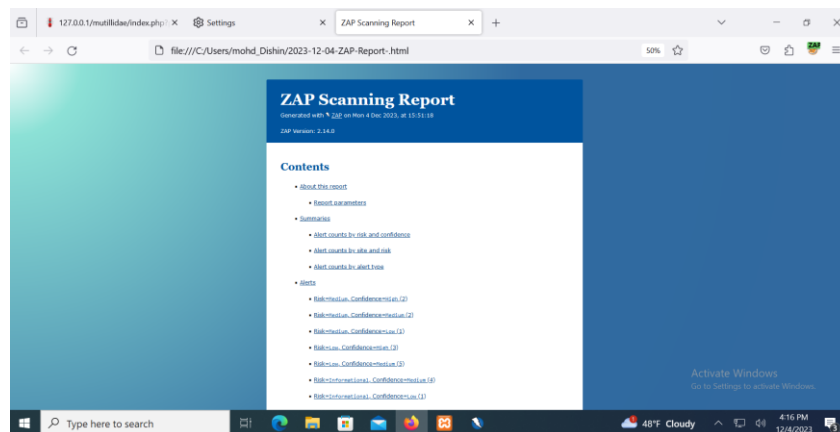 127.0.0.1/mutillidae/index.php?
Settings
ZAP Scanning Report
file:///C:/Users/mohd_Dishin/2023-12-04-ZAP-Report-.html
50%
ZAP
ZAP Scanning Report
Generated with ZAP on Mon 4 Dec 2023, at 15:51:18
ZAP Version: 2.14.0
Contents
About this report
Report parameters
Summaries
Alert counts by risk and confidence
Alert counts by site and risk
Alert counts by alert type
Alerts
Risk=Medium, Confidence=High (2)
Risk=Medium, Confidence=Medium (2)
Risk=Medium, Confidence=Low (1)
Risk=Low, Confidence=High (3)
Risk=Low, Confidence=Medium (5)
Risk=Informational, Confidence=Medium (4)
Risk=Informational, Confidence=Low (1)
Activate Windows
Go to Settings to activate Windows.
Type here to search
48°F Cloudy
4:16 PM
12/4/2023